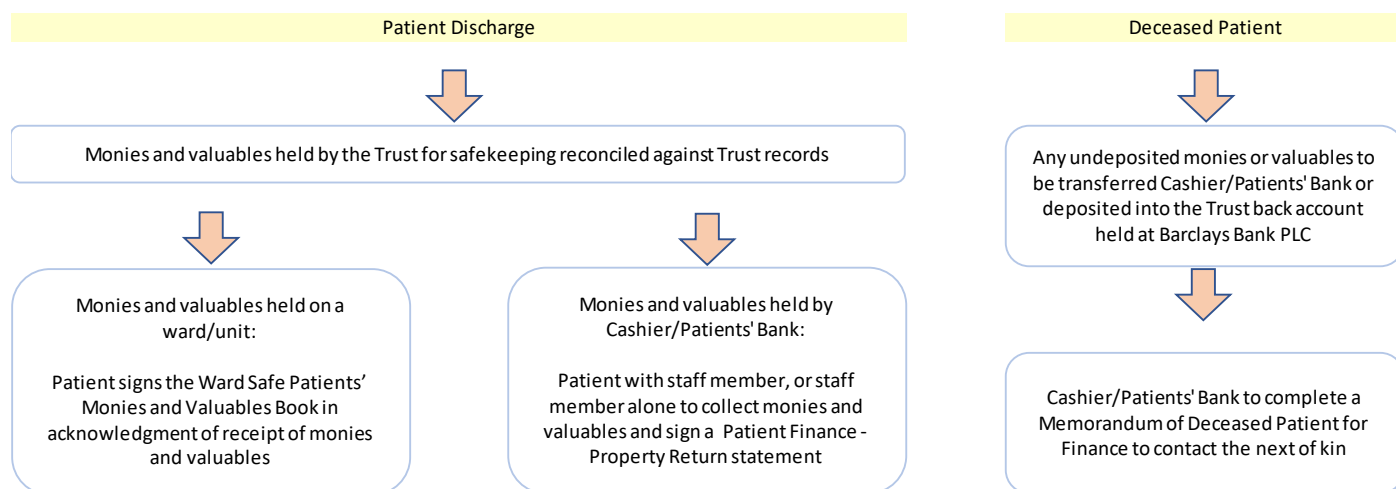 Patient Discharge
Monies and valuables held by the Trust for safekeeping reconciled against Trust records
Monies and valuables held on a
ward/unit:
Patient signs the Ward Safe Patients’
Monies and Valuables Book in
acknowledgment of receipt of monies
and valuables
Monies and valuables held by
Cashier/Patients' Bank:
Patient with staff member, or staff
member alone to collect monies and
valuables and sign a Patient Finance -
Property Return statement
Deceased Patient
Any undeposited monies or valuables to
be transferred Cashier/Patients' Bank or
deposited into the Trust back account
held at Barclays Bank PLC
Cashier/Patients' Bank to complete a
Memorandum of Deceased Patient for
Finance to contact the next of kin